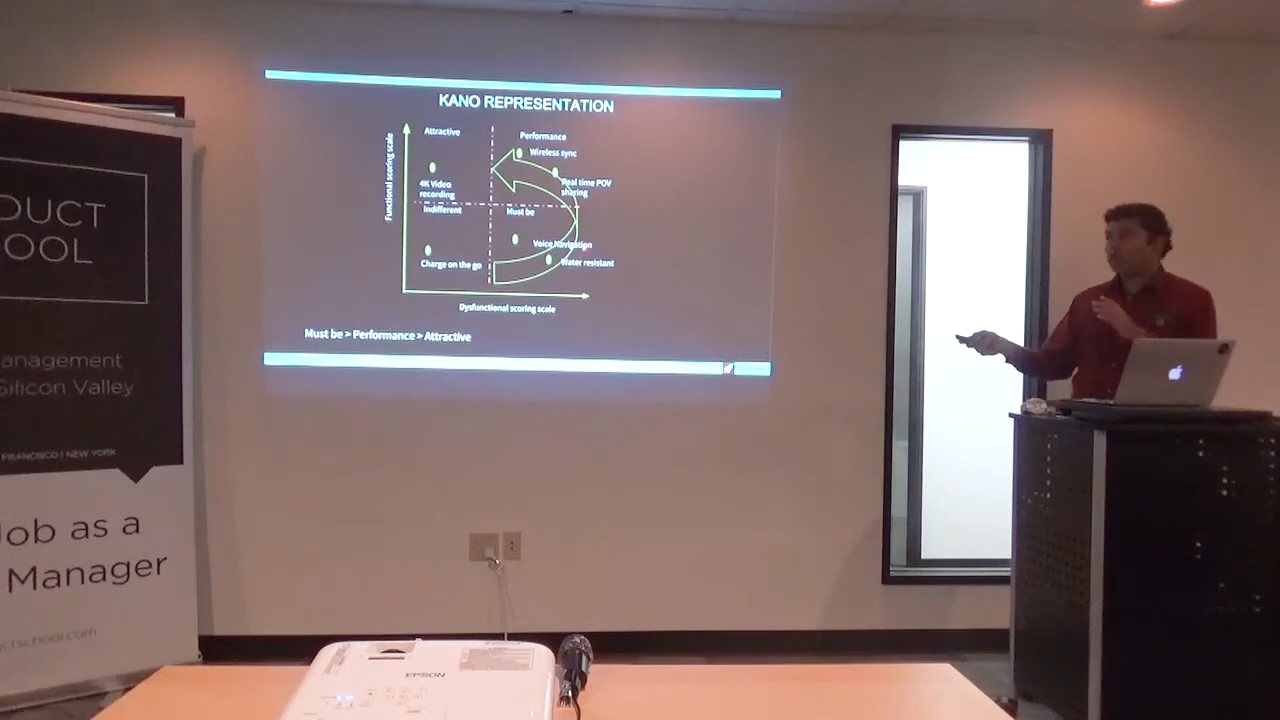 KANO REPRESENTATION
Functional scoring scale
Attractive
Performance
Wireless sync
4K Video
recording
Real time POV
sharing
Indifferent
Must be
Voice Navigation
Charge on the go
Water resistant
Dysfunctional scoring scale
Must be > Performance > Attractive
DUCT
OOL
anagement
Silicon Valley
FRANCISCO | NEW YORK
Job as a
Manager
ctschool.com
EPSON